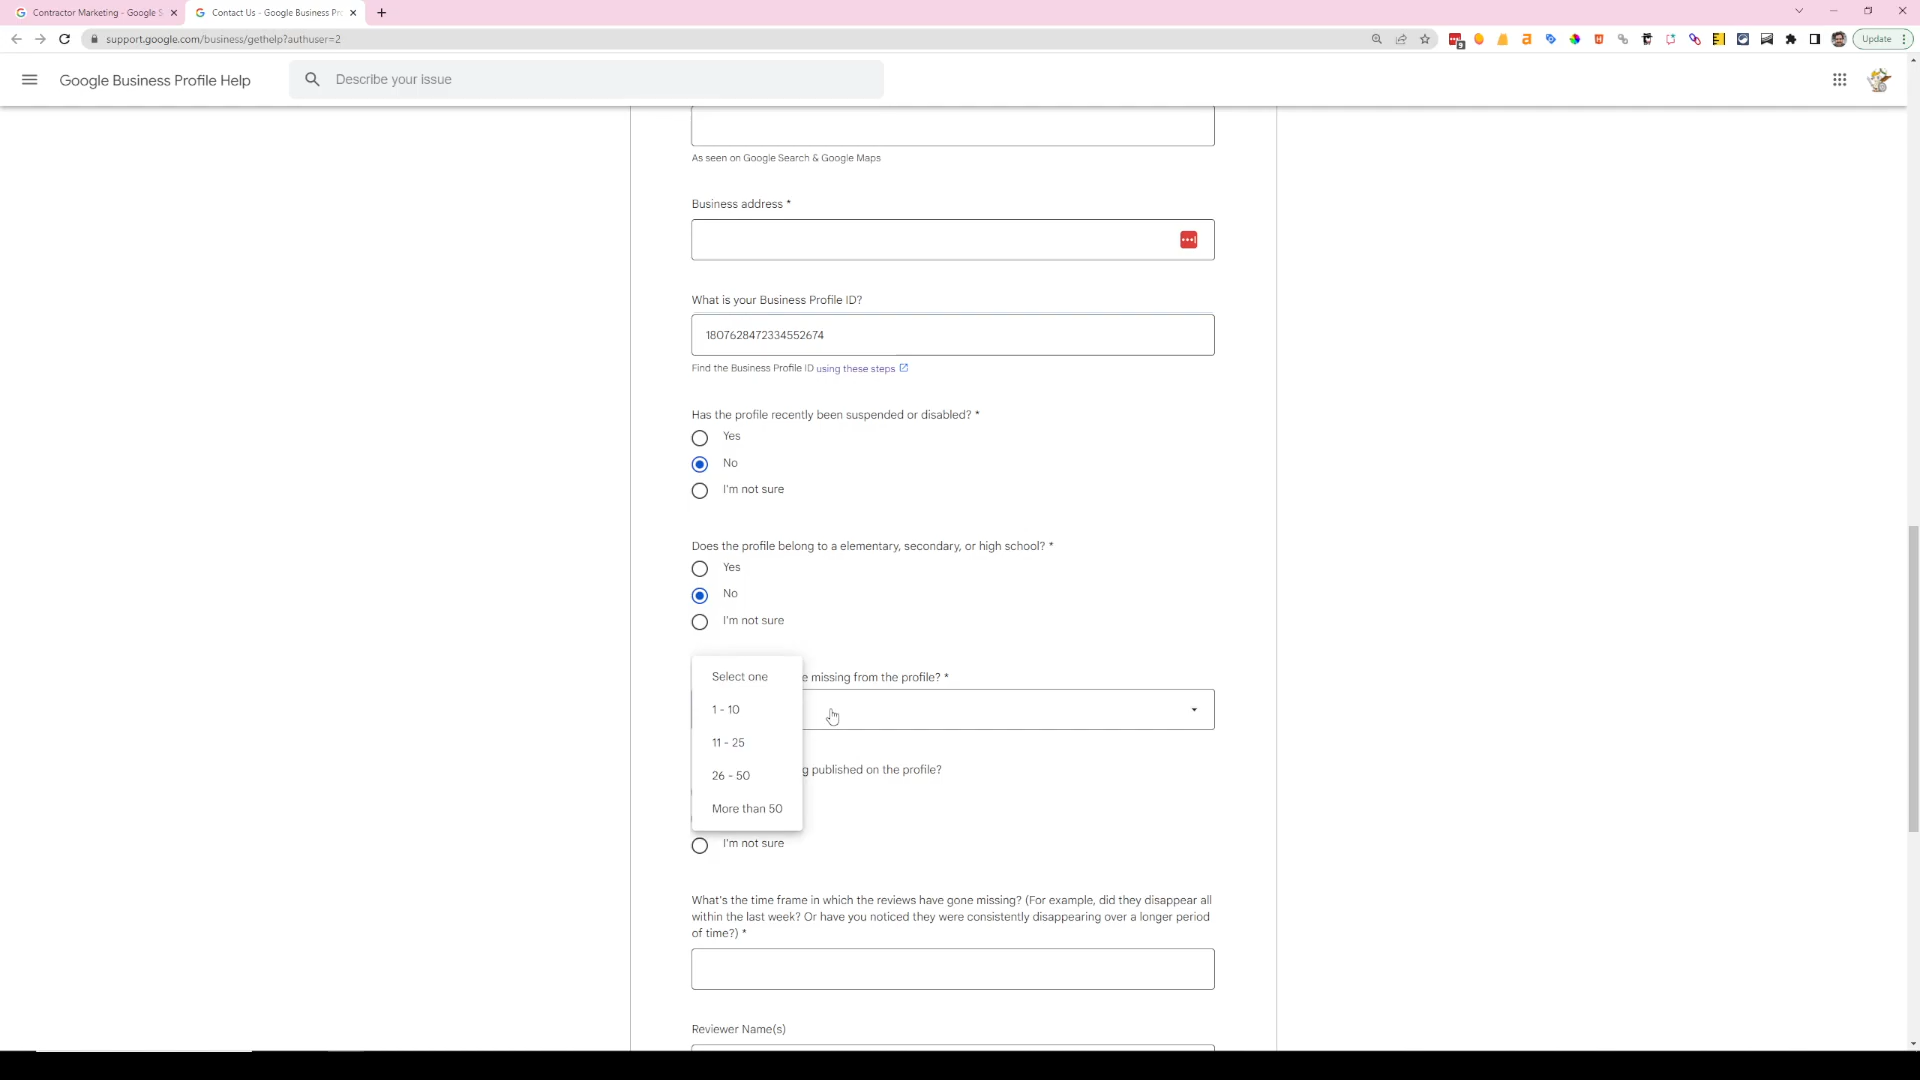 Contractor Marketing - Google S
Contact Us - Google Business Pr
support.google.com/business/gethelp?authuser=2
9
Update
Google Business Profile Help
Describe your issue
As seen on Google Search & Google Maps
Business address *
What is your Business Profile ID?
1807628472334552674
Find the Business Profile ID using these steps
Has the profile recently been suspended or disabled? *
Yes
No
I'm not sure
Does the profile belong to a elementary, secondary, or high school? *
Yes
No
I'm not sure
Select one
e missing from the profile? *
1 - 10
11 - 25
26 - 50
g published on the profile?
More than 50
I'm not sure
What's the time frame in which the reviews have gone missing? (For example, did they disappear all
within the last week? Or have you noticed they were consistently disappearing over a longer period
of time?) *
Reviewer Name(s)